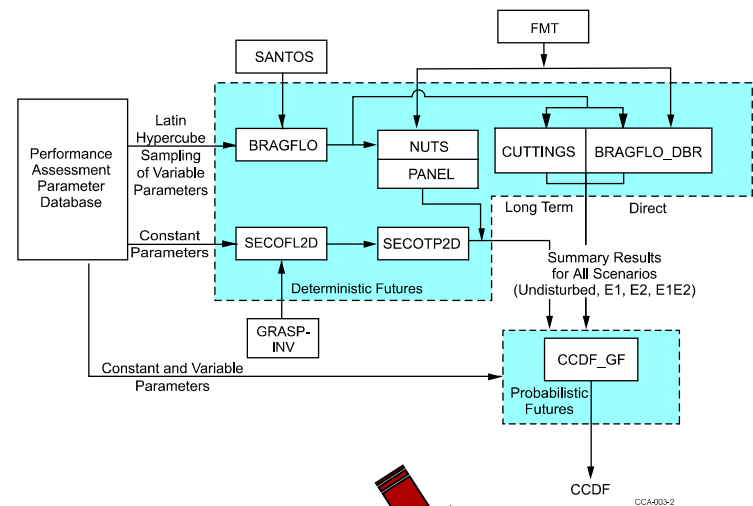 FMT
SANTOS
Latin
Hypercube
Sampling
of Variable
Parameters
Performance
Assessment
Parameter
Database
BRAGFLO
NUTS
PANEL
CUTTINGS
BRAGFLO_DBR
Long Term
Direct
Constant
Parameters
SECOFL2D
SECOTP2D
Deterministic Futures
Summary Results
for All Scenarios
(Undisturbed, E1, E2, E1E2)
GRASP-
INV
Constant and Variable
Parameters
CCDF_GF
Probabilistic
Futures
CCDF
CCA-003-2